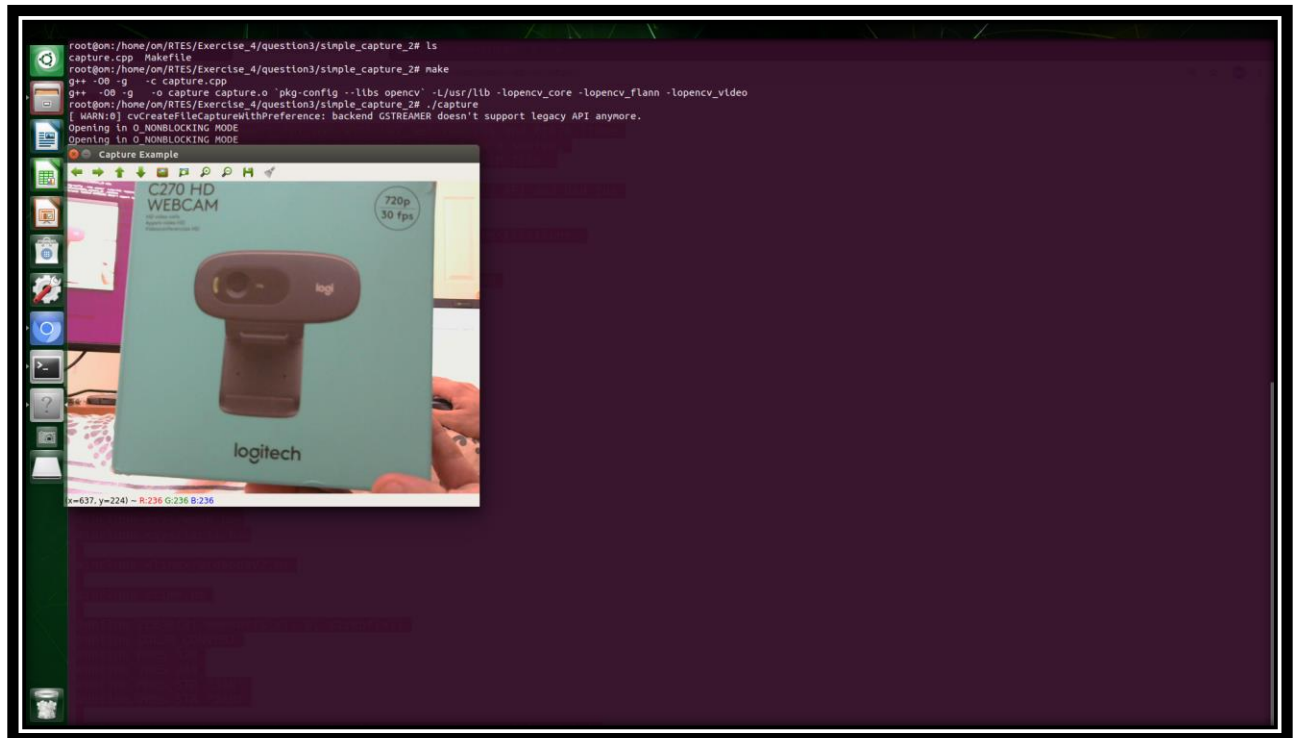 root@om:/home/om/RTES/Exercise_4/question3/simple_capture_2# ls
capture.cpp  Makefile
root@om:/home/om/RTES/Exercise_4/question3/simple_capture_2# make
g++ -O0 -g   -c capture.cpp
g++  -O0 -g   -o capture capture.o `pkg-config --libs opencv` -L/usr/lib -lopencv_core -lopencv_flann -lopencv_video
root@om:/home/om/RTES/Exercise_4/question3/simple_capture_2# ./capture
[ WARN:0] cvCreateFileCaptureWithPreference: backend GSTREAMER doesn't support legacy API anymore.
Opening in O_NONBLOCKING MODE
Opening in O_NONBLOCKING MODE
Capture Example
C270 HD
WEBCAM
720p
30 fps
logi
logitech
(x=637, y=224) ~ R:236 G:236 B:236